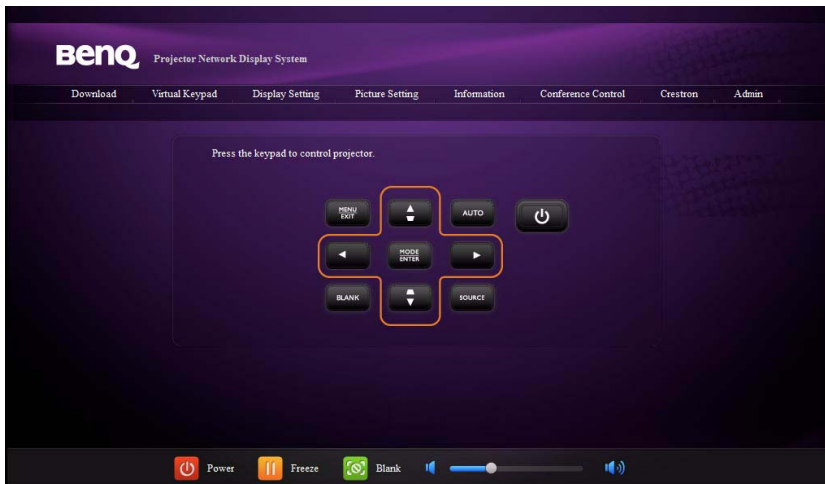 BenQ Projector Network Display System
Download Virtual Keypad Display Setting Picture Setting Information Conference Control Crestron Admin
Press the keypad to control projector.
MENU
EXIT
AUTO
MODE
ENTER
BLANK
SOURCE
Power Freeze Blank